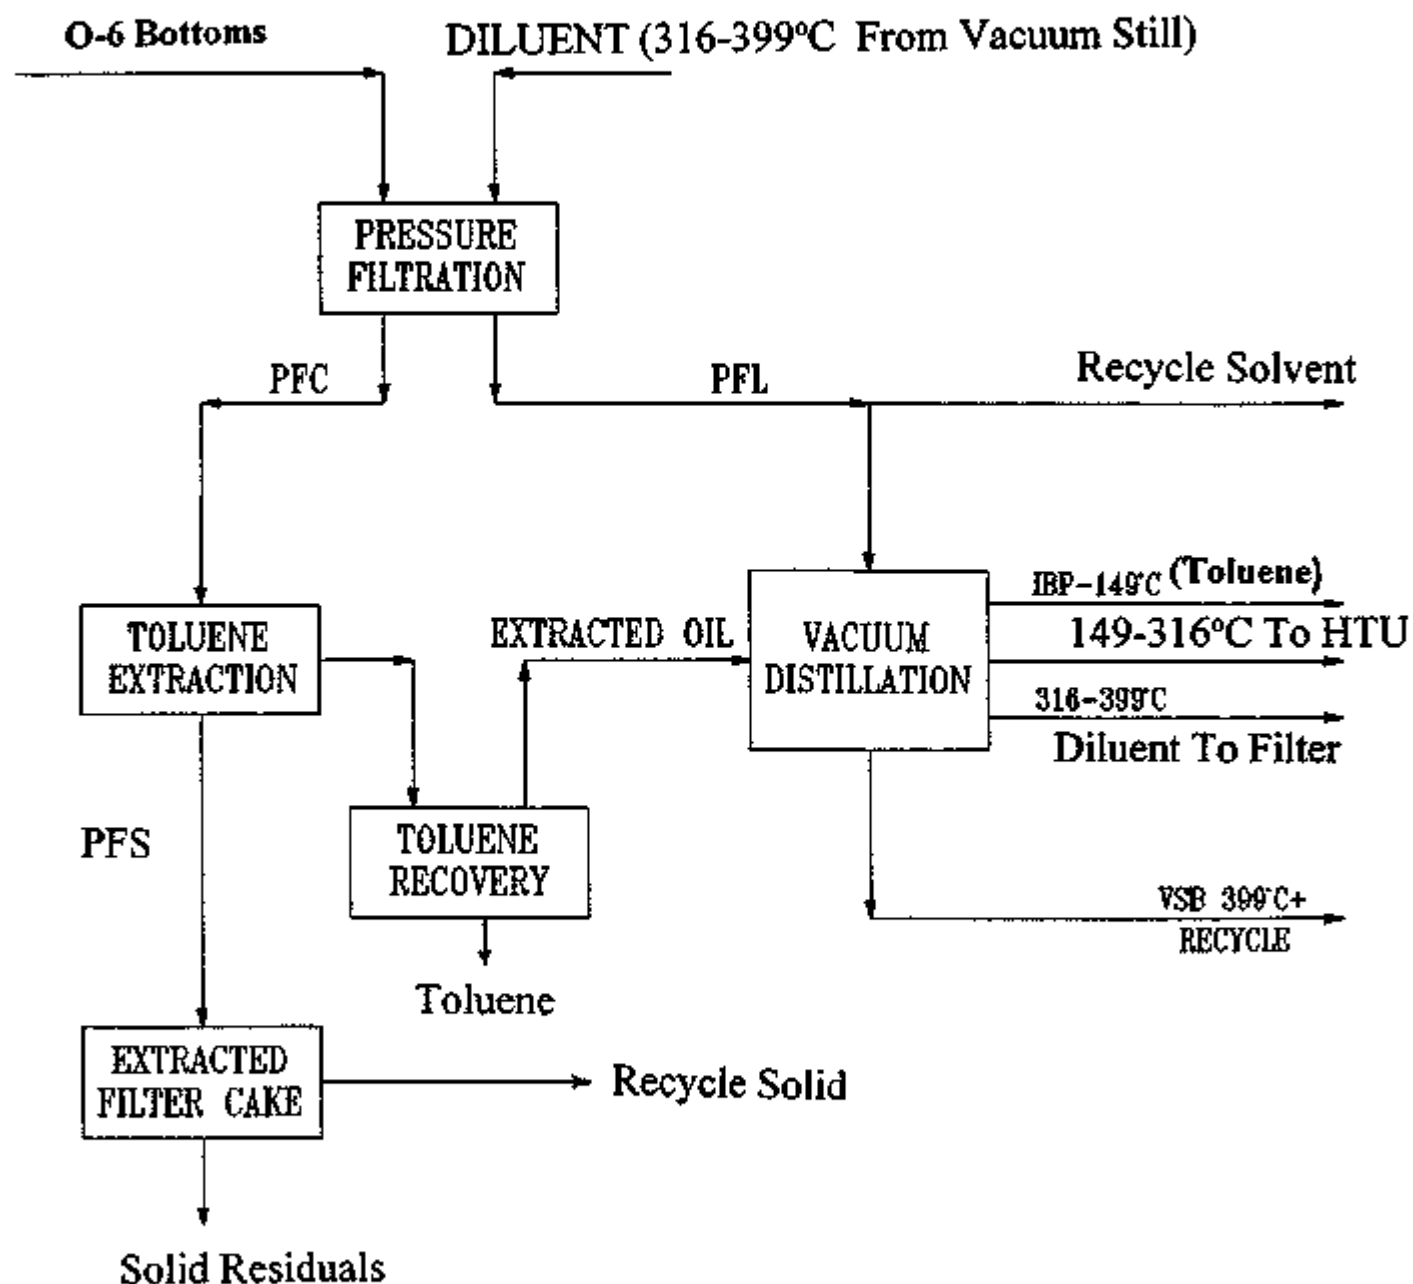 O-6 Bottoms
DILUENT (316-399ºC From Vacuum Still)
PRESSURE
FILTRATION
PFC
PFL
Recycle Solvent
TOLUENE
EXTRACTION
EXTRACTED OIL
VACUUM
DISTILLATION
IBP-149°C (Toluene)
149-316ºC To HTU
316-399°C
Diluent To Filter
PFS
TOLUENE
RECOVERY
VSB 399°C+
RECYCLE
Toluene
EXTRACTED
FILTER CAKE
Recycle Solid
Solid Residuals